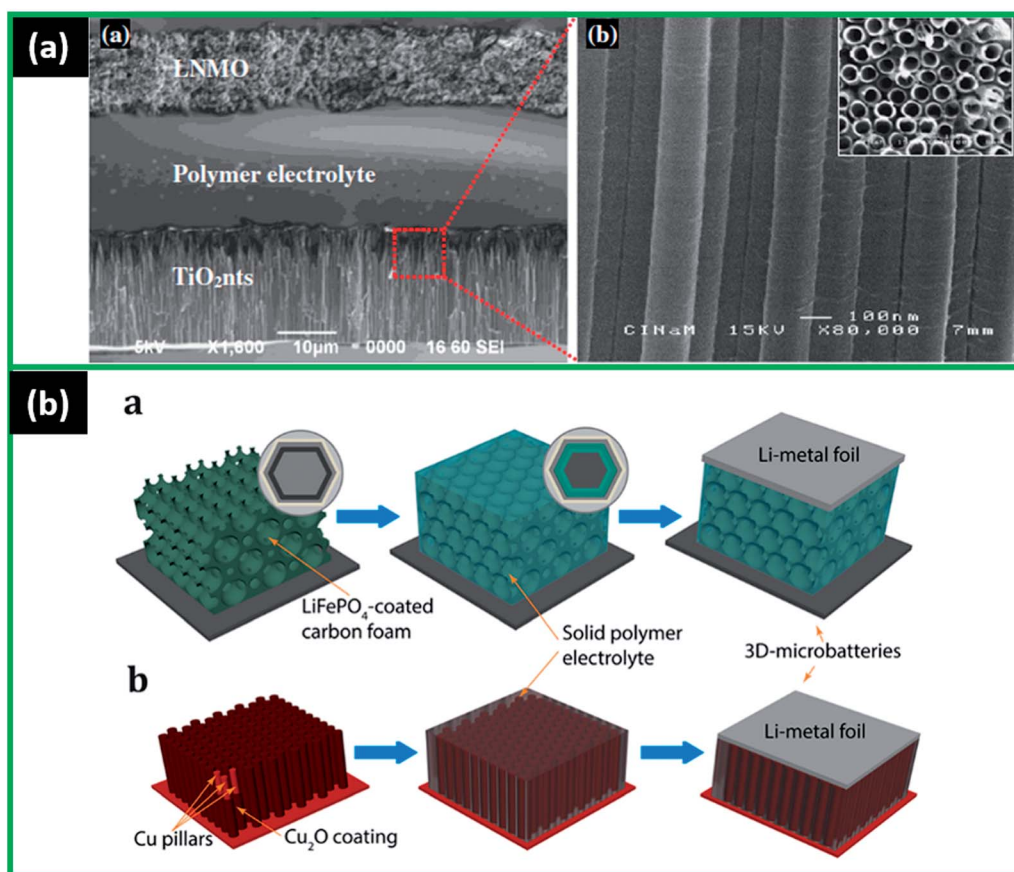 (a)
(a)
LNMO
Polymer electrolyte
TiO₂nts
5kV X1,600 10µm 0000 16 60 SEI
(b)
100nm
CINaM 15KV X80,000 7mm
(b)
a
Li-metal foil
LiFePO₄-coated
carbon foam
Solid polymer
electrolyte
3D-microbatteries
b
Li-metal foil
Cu pillars
Cu₂O coating